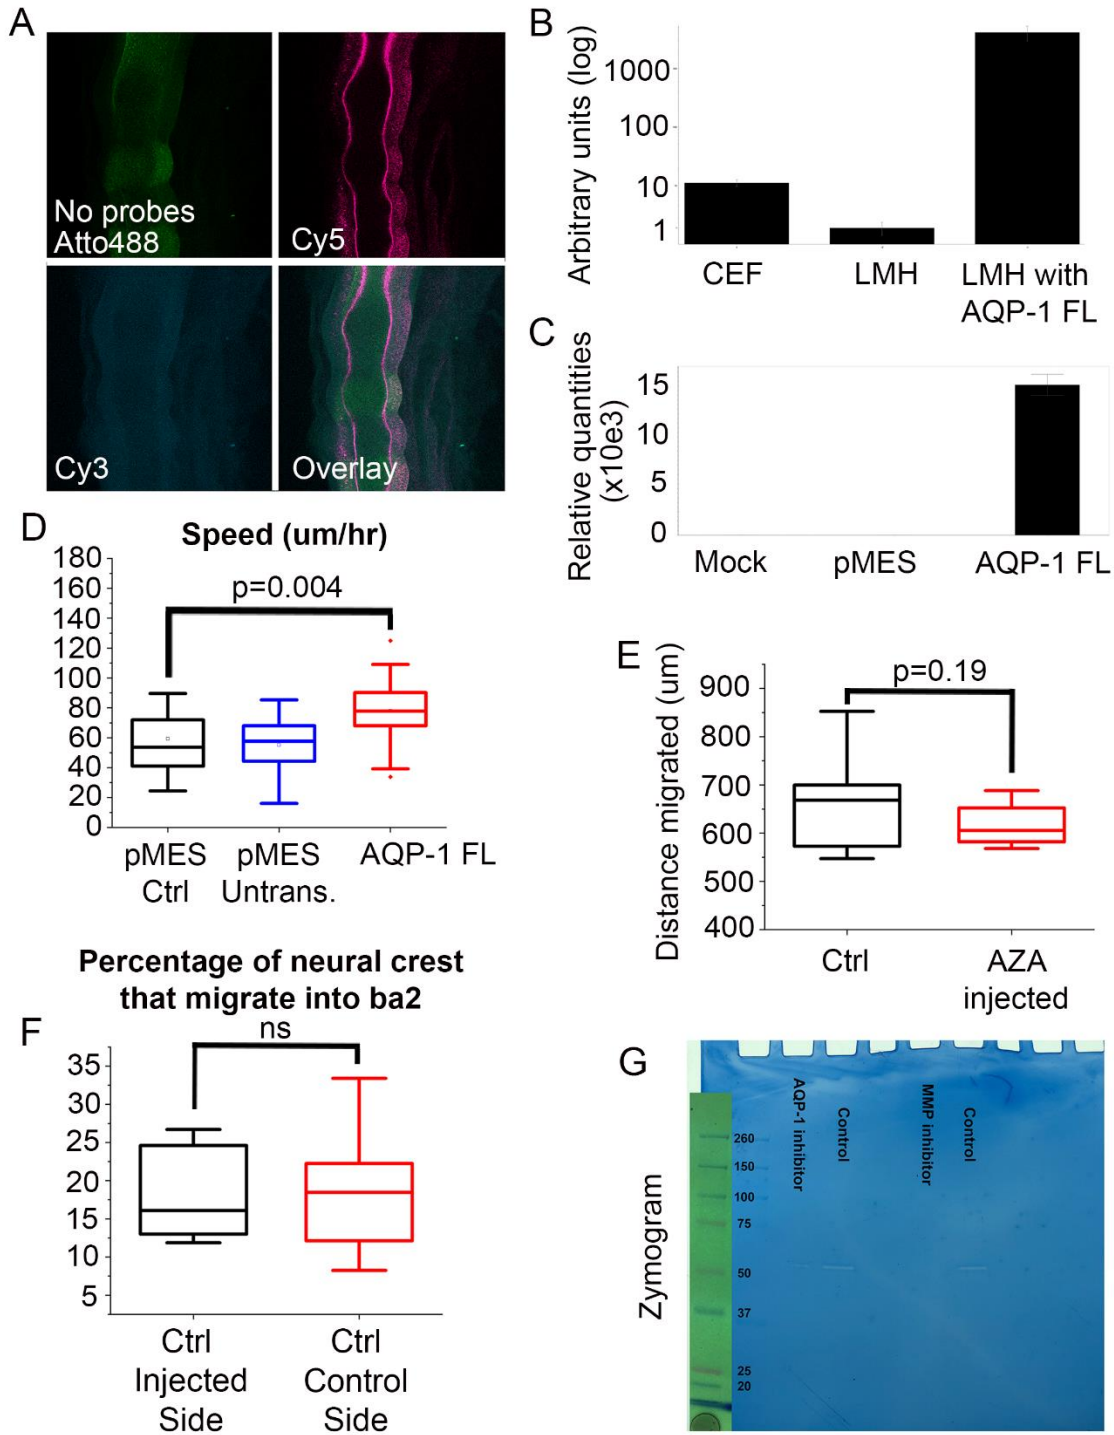 A
No probes
Atto488
Cy5
Cy3
Overlay
B
Arbitrary units (log)
1000
100
10
1
CEF
LMH
LMH with
AQP-1 FL
C
Relative quantities
(x10e3)
15
10
5
0
Mock
pMES
AQP-1 FL
D
Speed (um/hr)
p=0.004
180
160
140
120
100
80
60
40
20
0
pMES
Ctrl
pMES
Untrans.
AQP-1 FL
E
Distance migrated (um)
p=0.19
900
800
700
600
500
400
Ctrl
AZA
injected
F
Percentage of neural crest
that migrate into ba2
ns
35
30
25
20
15
10
5
Ctrl
Injected
Side
Ctrl
Control
Side
G
Zymogram
AQP-1 inhibitor
Control
MMP inhibitor
Control
260
150
100
75
50
37
25
20